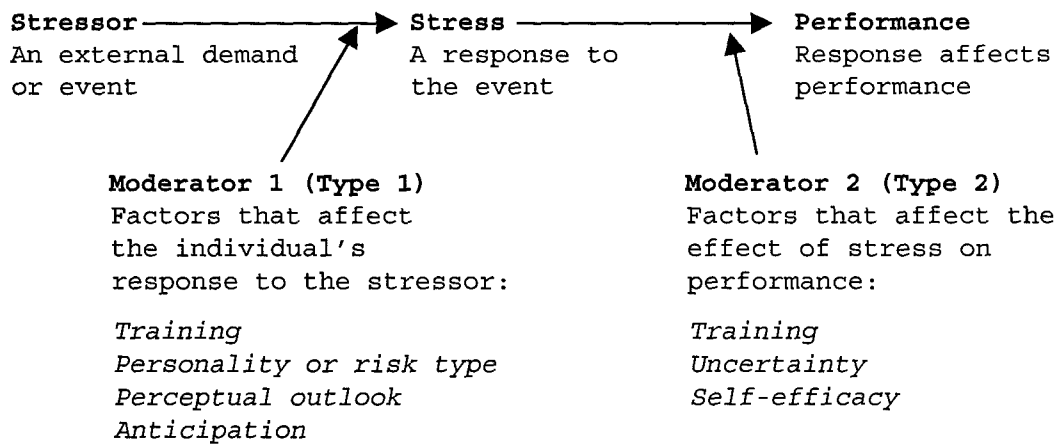 Stressor
An external demand
or event
Stress
A response to
the event
Performance
Response affects
performance
Moderator 1 (Type 1)
Factors that affect
the individual's
response to the stressor:
Training
Personality or risk type
Perceptual outlook
Anticipation
Moderator 2 (Type 2)
Factors that affect the
effect of stress on
performance:
Training
Uncertainty
Self-efficacy